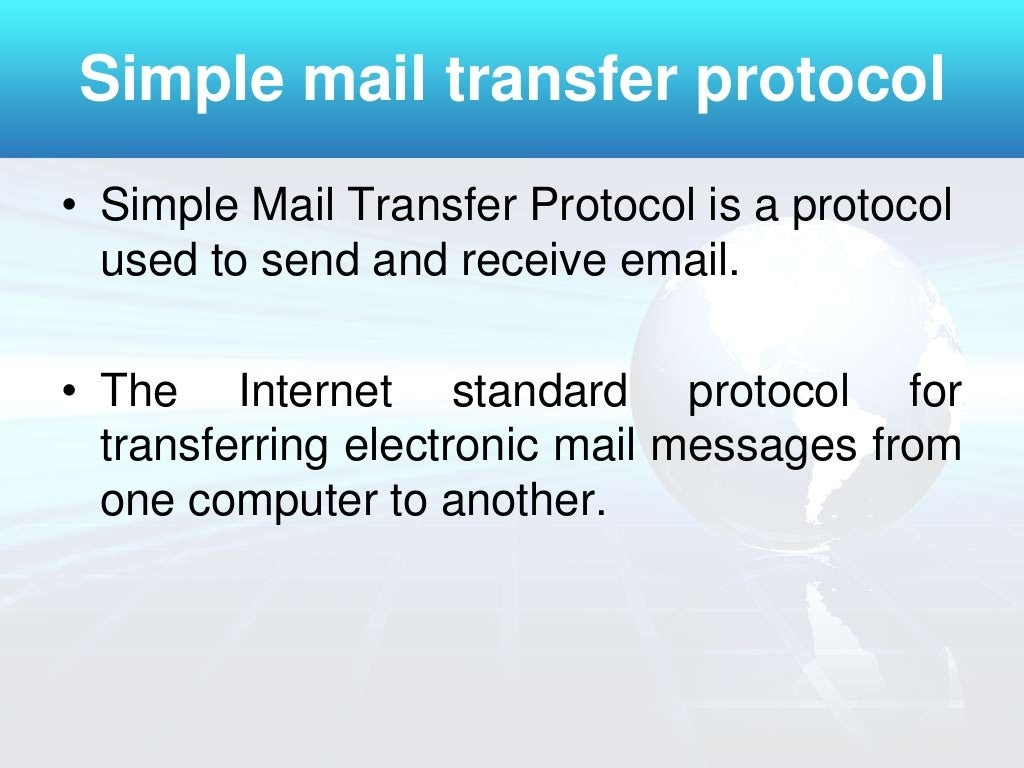 Simple mail transfer protocol
• Simple Mail Transfer Protocol is a protocol
used to send and receive email.
• The Internet standard protocol for
transferring electronic mail messages from
one computer to another.